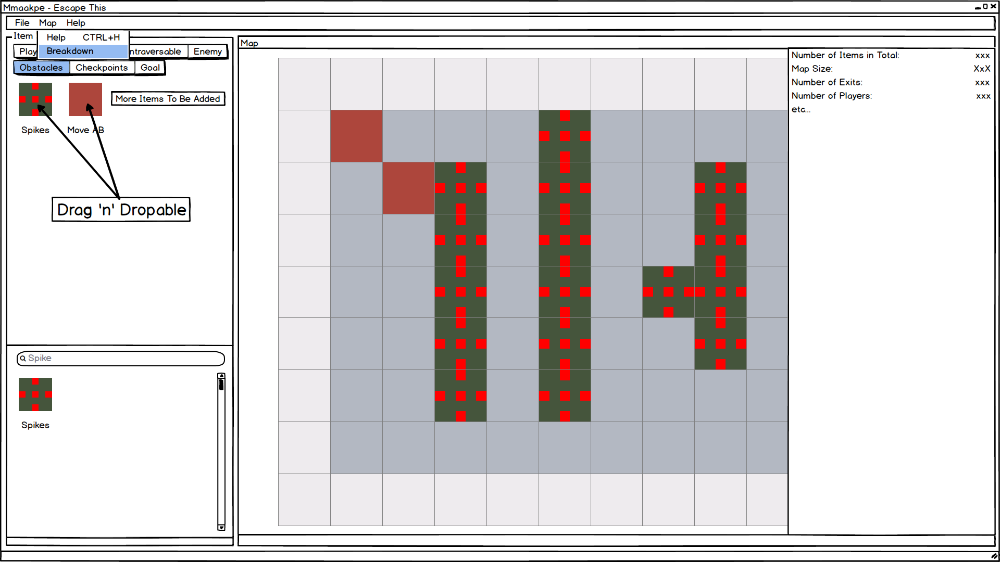 Mmaakpe - Escape This
File Map Help
Item
Help CTRL+H
Breakdown
Play
ntraversable
Enemy
Obstacles Checkpoints Goal
More Items To Be Added
Spikes
Move AB
Drag 'n' Dropable
Spike
Spikes
Map
Number of Items in Total: xxx
Map Size: XxX
Number of Exits: xxx
Number of Players: xxx
etc...